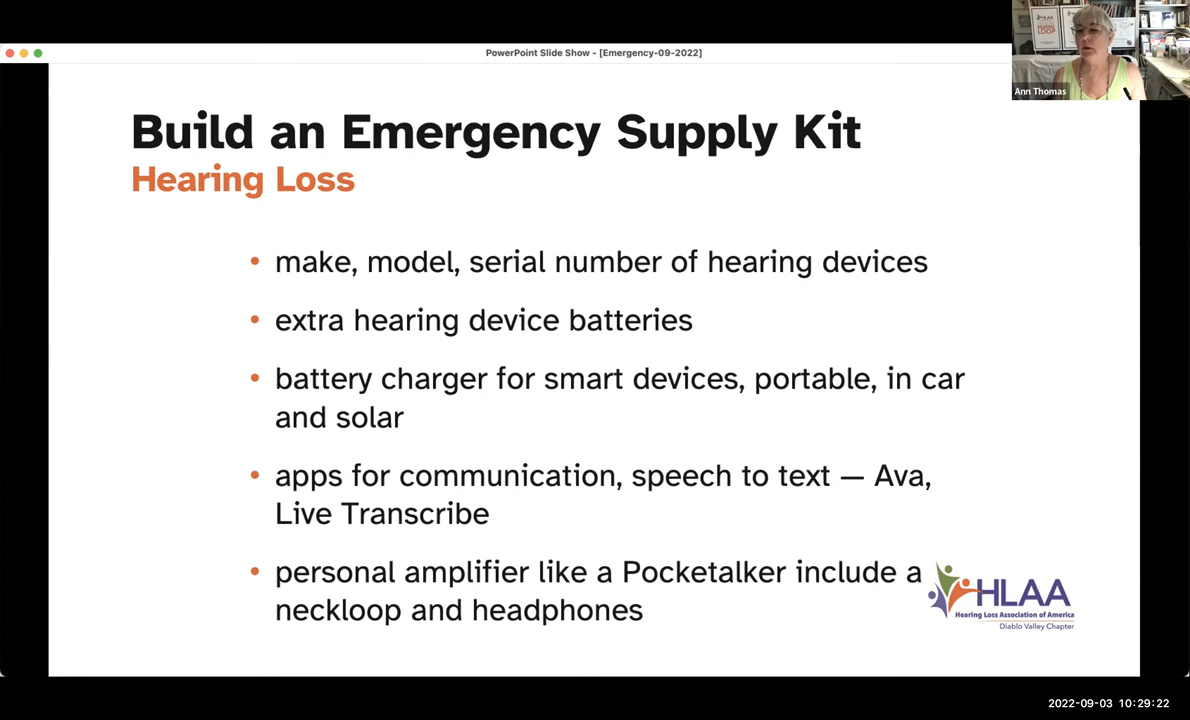 PowerPoint Slide Show - [Emergency-09-2022]
Ann Thomas
Build an Emergency Supply Kit
Hearing Loss
• make, model, serial number of hearing devices
• extra hearing device batteries
• battery charger for smart devices, portable, in car
and solar
• apps for communication, speech to text — Ava,
Live Transcribe
• personal amplifier like a Pocketalker include a
neckloop and headphones
HLAA
Hearing Loss Association of America
Diablo Valley Chapter
2022-09-03 10:29:22